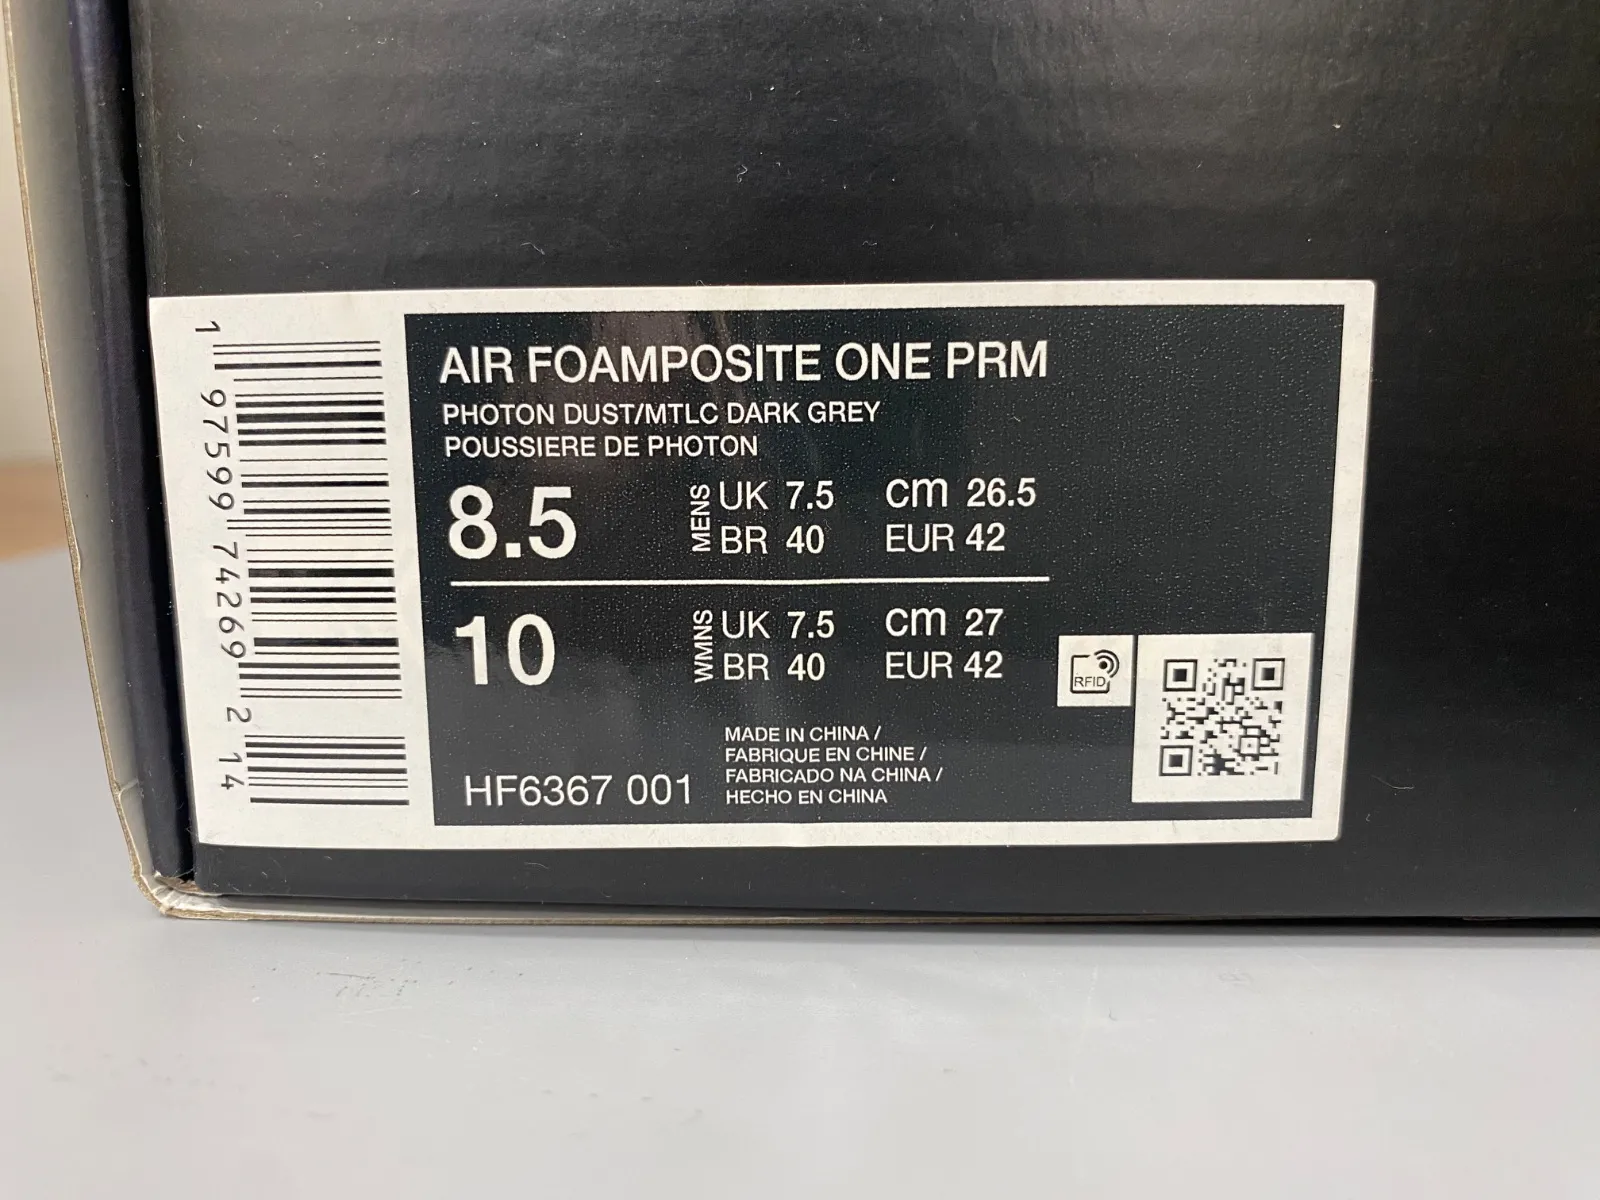 1 97599 74269 2 14
AIR FOAMPOSITE ONE PRM
PHOTON DUST/MTLC DARK GREY
POUSSIERE DE PHOTON
8.5 MENS UK 7.5 cm 26.5
BR 40 EUR 42
10 WMNS UK 7.5 cm 27
BR 40 EUR 42
RFID
MADE IN CHINA /
FABRIQUE EN CHINE /
FABRICADO NA CHINA /
HECHO EN CHINA
HF6367 001